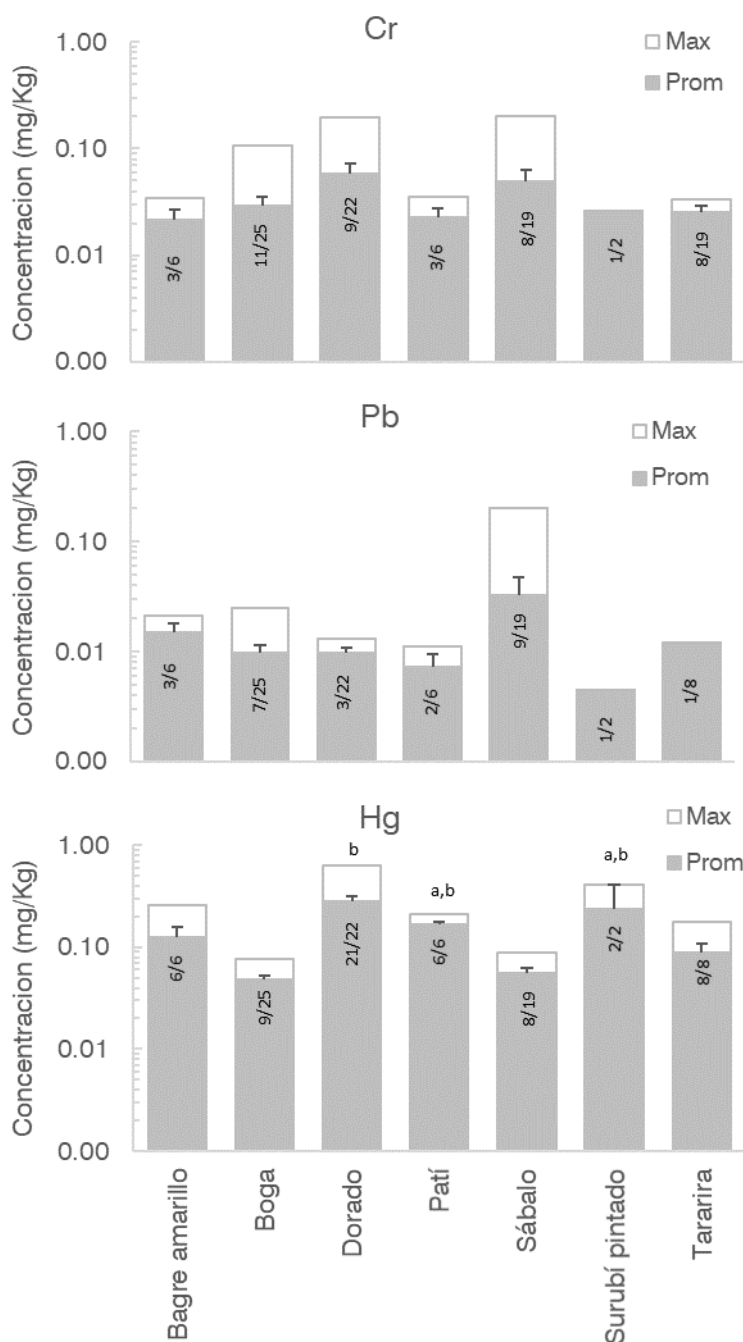 Cr
Max
Prom
Concentracion (mg/Kg)
1.00
0.10
0.01
0.00
3/6
11/25
9/22
3/6
8/19
1/2
8/19
Pb
Max
Prom
Concentracion (mg/Kg)
1.00
0.10
0.01
0.00
3/6
7/25
3/22
2/6
9/19
1/2
1/8
Hg
Max
Prom
Concentracion (mg/Kg)
1.00
0.10
0.01
0.00
b
a,b
a,b
6/6
9/25
21/22
6/6
8/19
2/2
8/8
Bagre amarillo
Boga
Dorado
Patí
Sábalo
Surubí pintado
Tararira